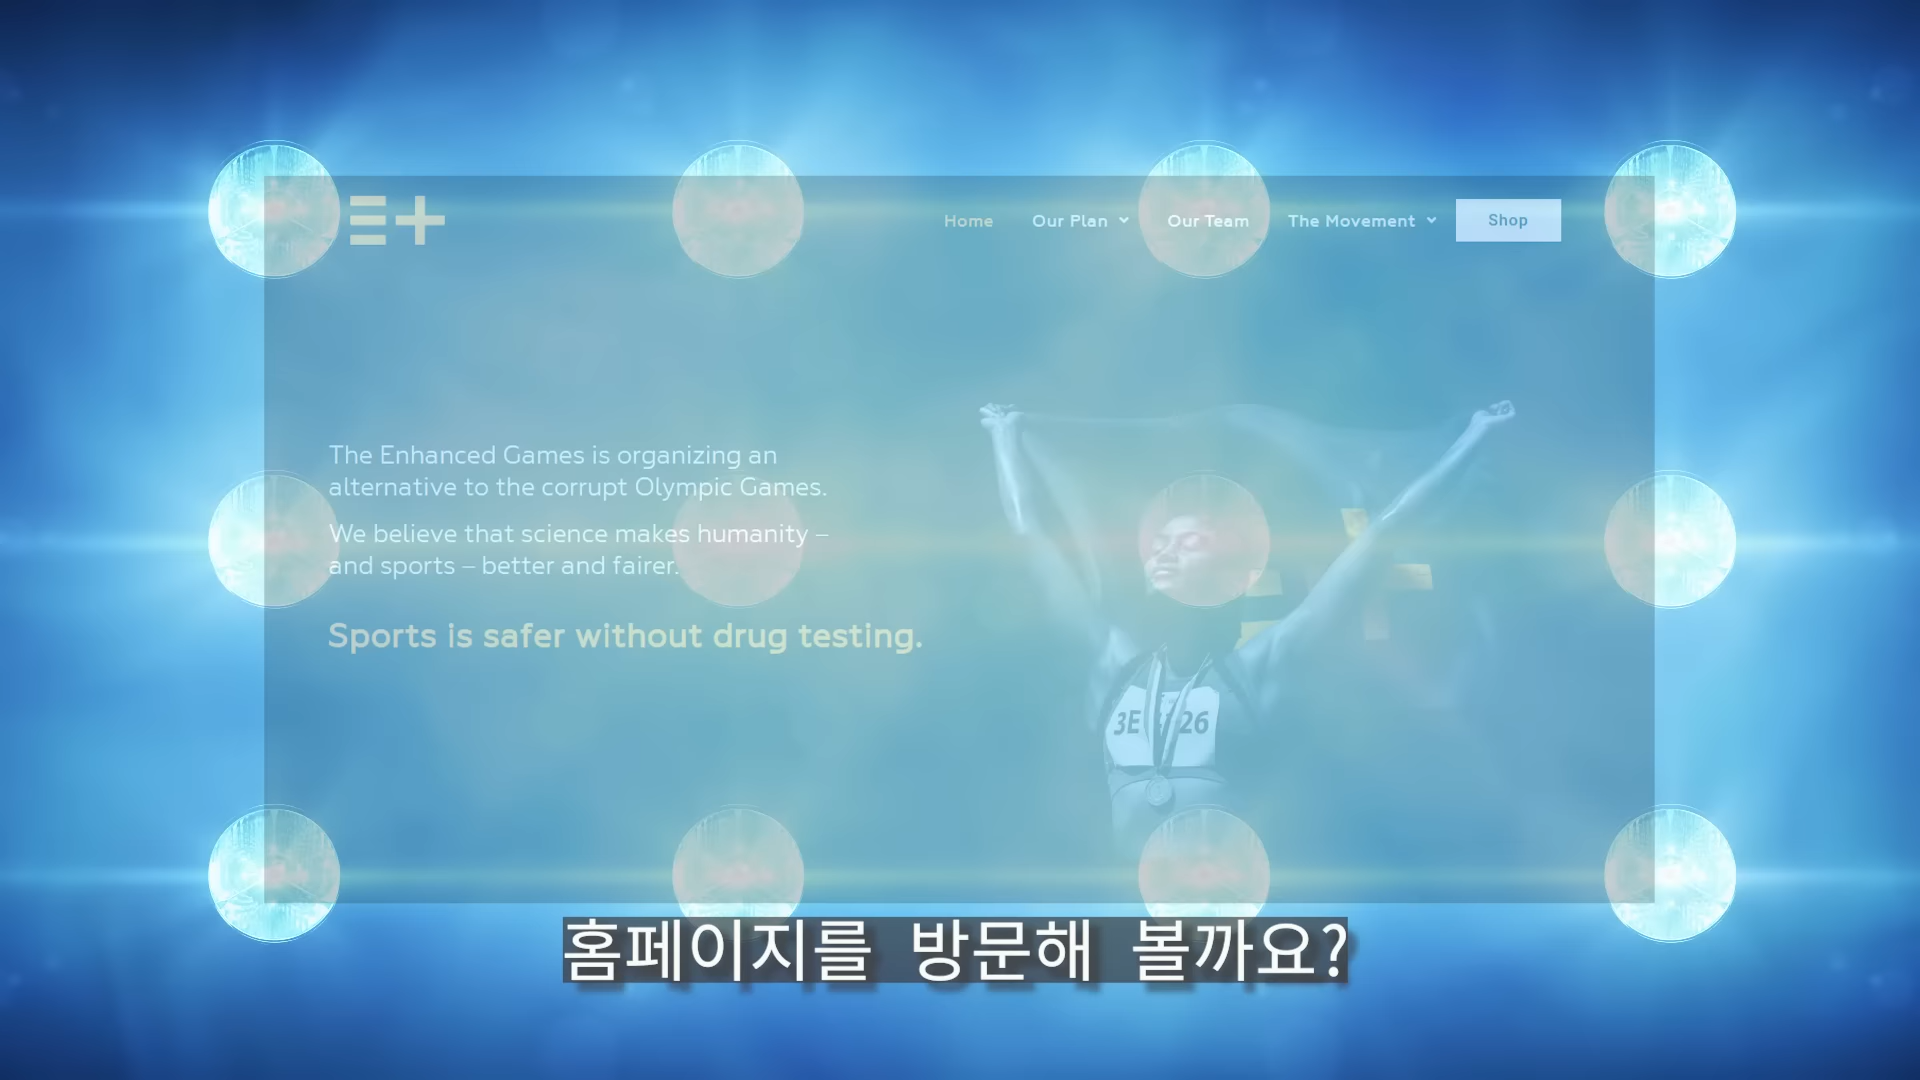 Home Our Plan Our Team The Movement Shop
The Enhanced Games is organizing an
alternative to the corrupt Olympic Games.
We believe that science makes humanity –
and sports – better and fairer.
Sports is safer without drug testing.
3E 26
홈페이지를 방문해 볼까요?